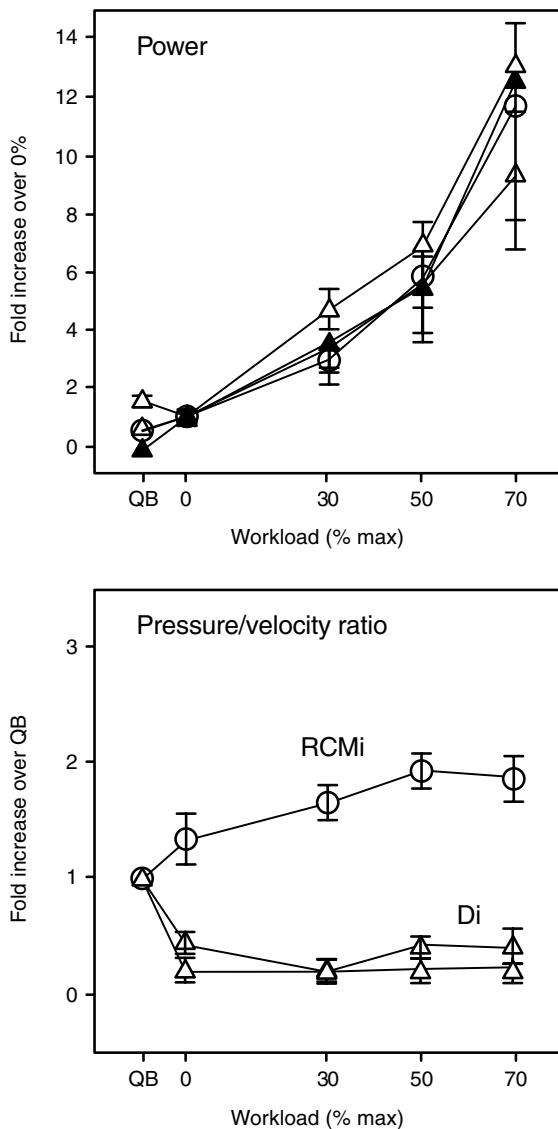 Power
Fold increase over 0%
14
12
10
8
6
4
2
0
QB 0 30 50 70
Workload (% max)
Pressure/velocity ratio
Fold increase over QB
3
2
1
0
RCMi
Di
QB 0 30 50 70
Workload (% max)